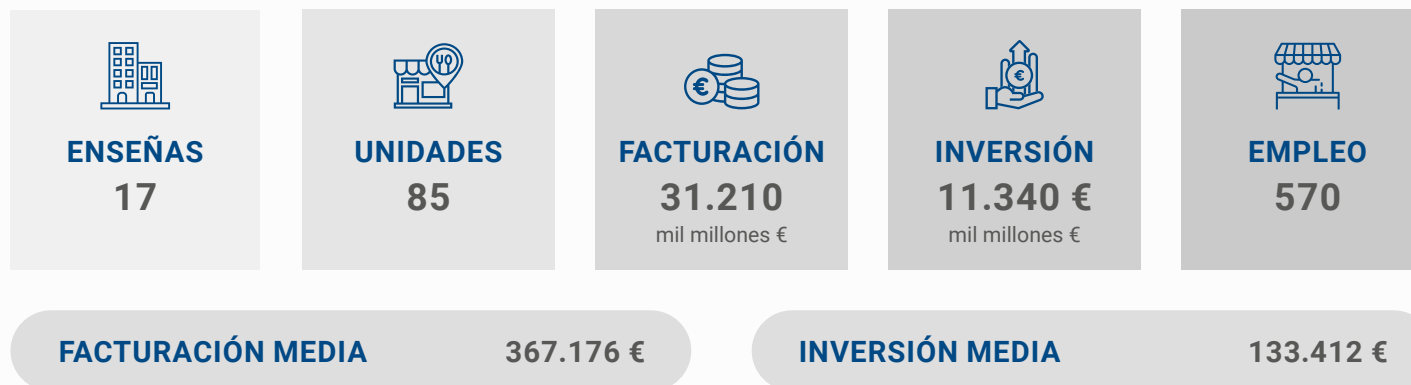 ENSEÑAS
17
UNIDADES
85
FACTURACIÓN
31.210
mil millones €
INVERSIÓN
11.340 €
mil millones €
EMPLEO
570
FACTURACIÓN MEDIA 367.176 €
INVERSIÓN MEDIA 133.412 €